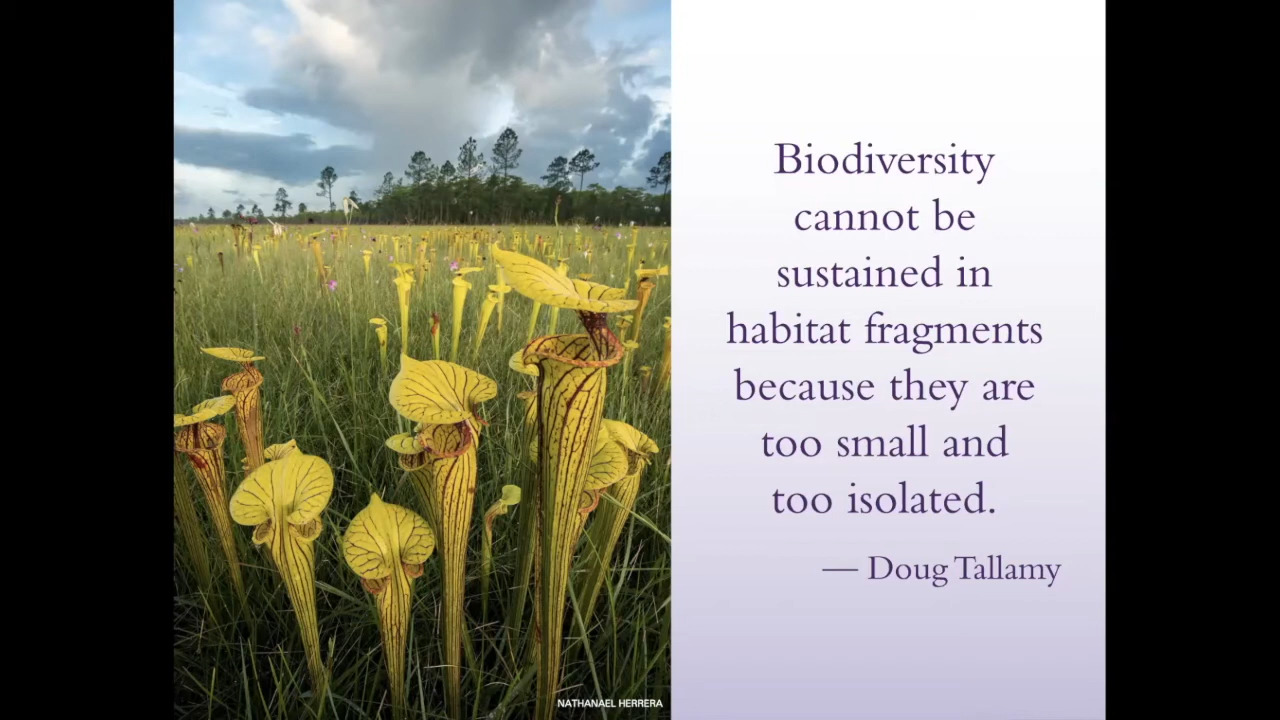 Biodiversity
cannot be
sustained in
habitat fragments
because they are
too small and
too isolated.
— Doug Tallamy
NATHANAEL HERRERA